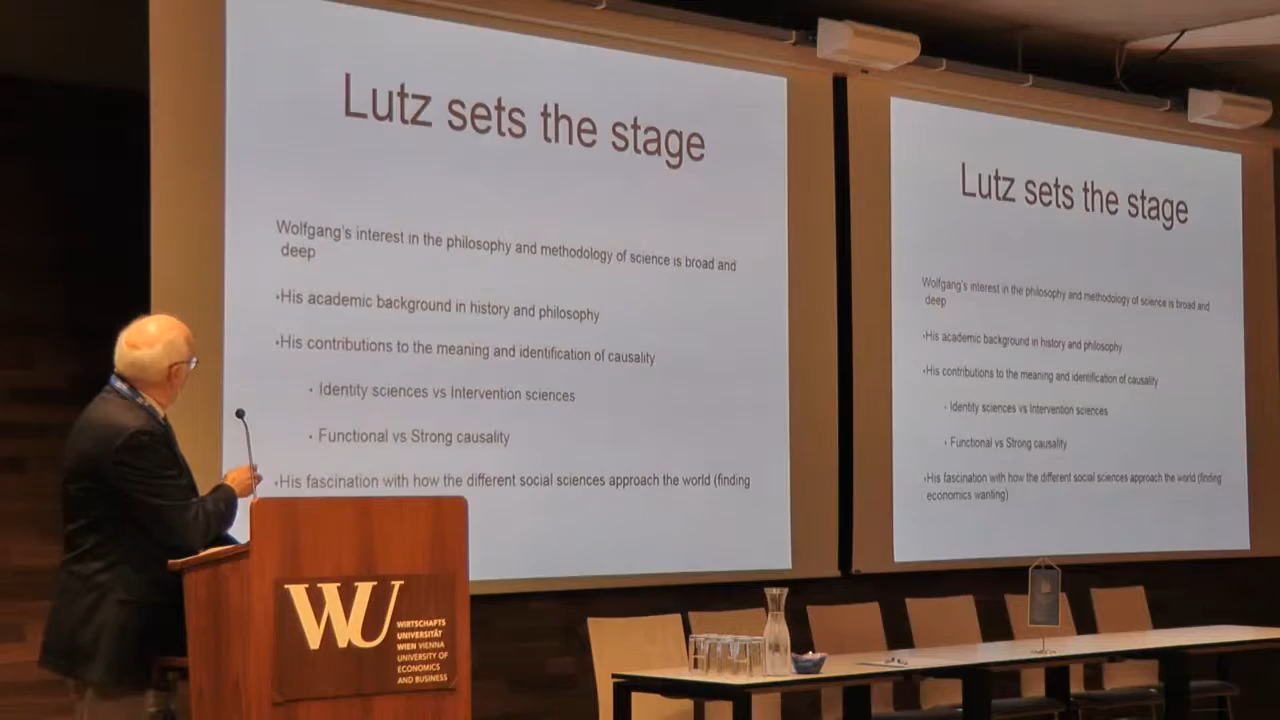 Lutz sets the stage
Wolfgang's interest in the philosophy and methodology of science is broad and
deep
•His academic background in history and philosophy
•His contributions to the meaning and identification of causality
• Identity sciences vs Intervention sciences
• Functional vs Strong causality
•His fascination with how the different social sciences approach the world (finding
Lutz sets the stage
Wolfgang's interest in the philosophy and methodology of science is broad and
deep
•His academic background in history and philosophy
•His contributions to the meaning and identification of causality
• Identity sciences vs Intervention sciences
• Functional vs Strong causality
•His fascination with how the different social sciences approach the world (finding
economics wanting)
WU
WIRTSCHAFTS
UNIVERSITÄT
WIEN VIENNA
UNIVERSITY OF
ECONOMICS
AND BUSINESS